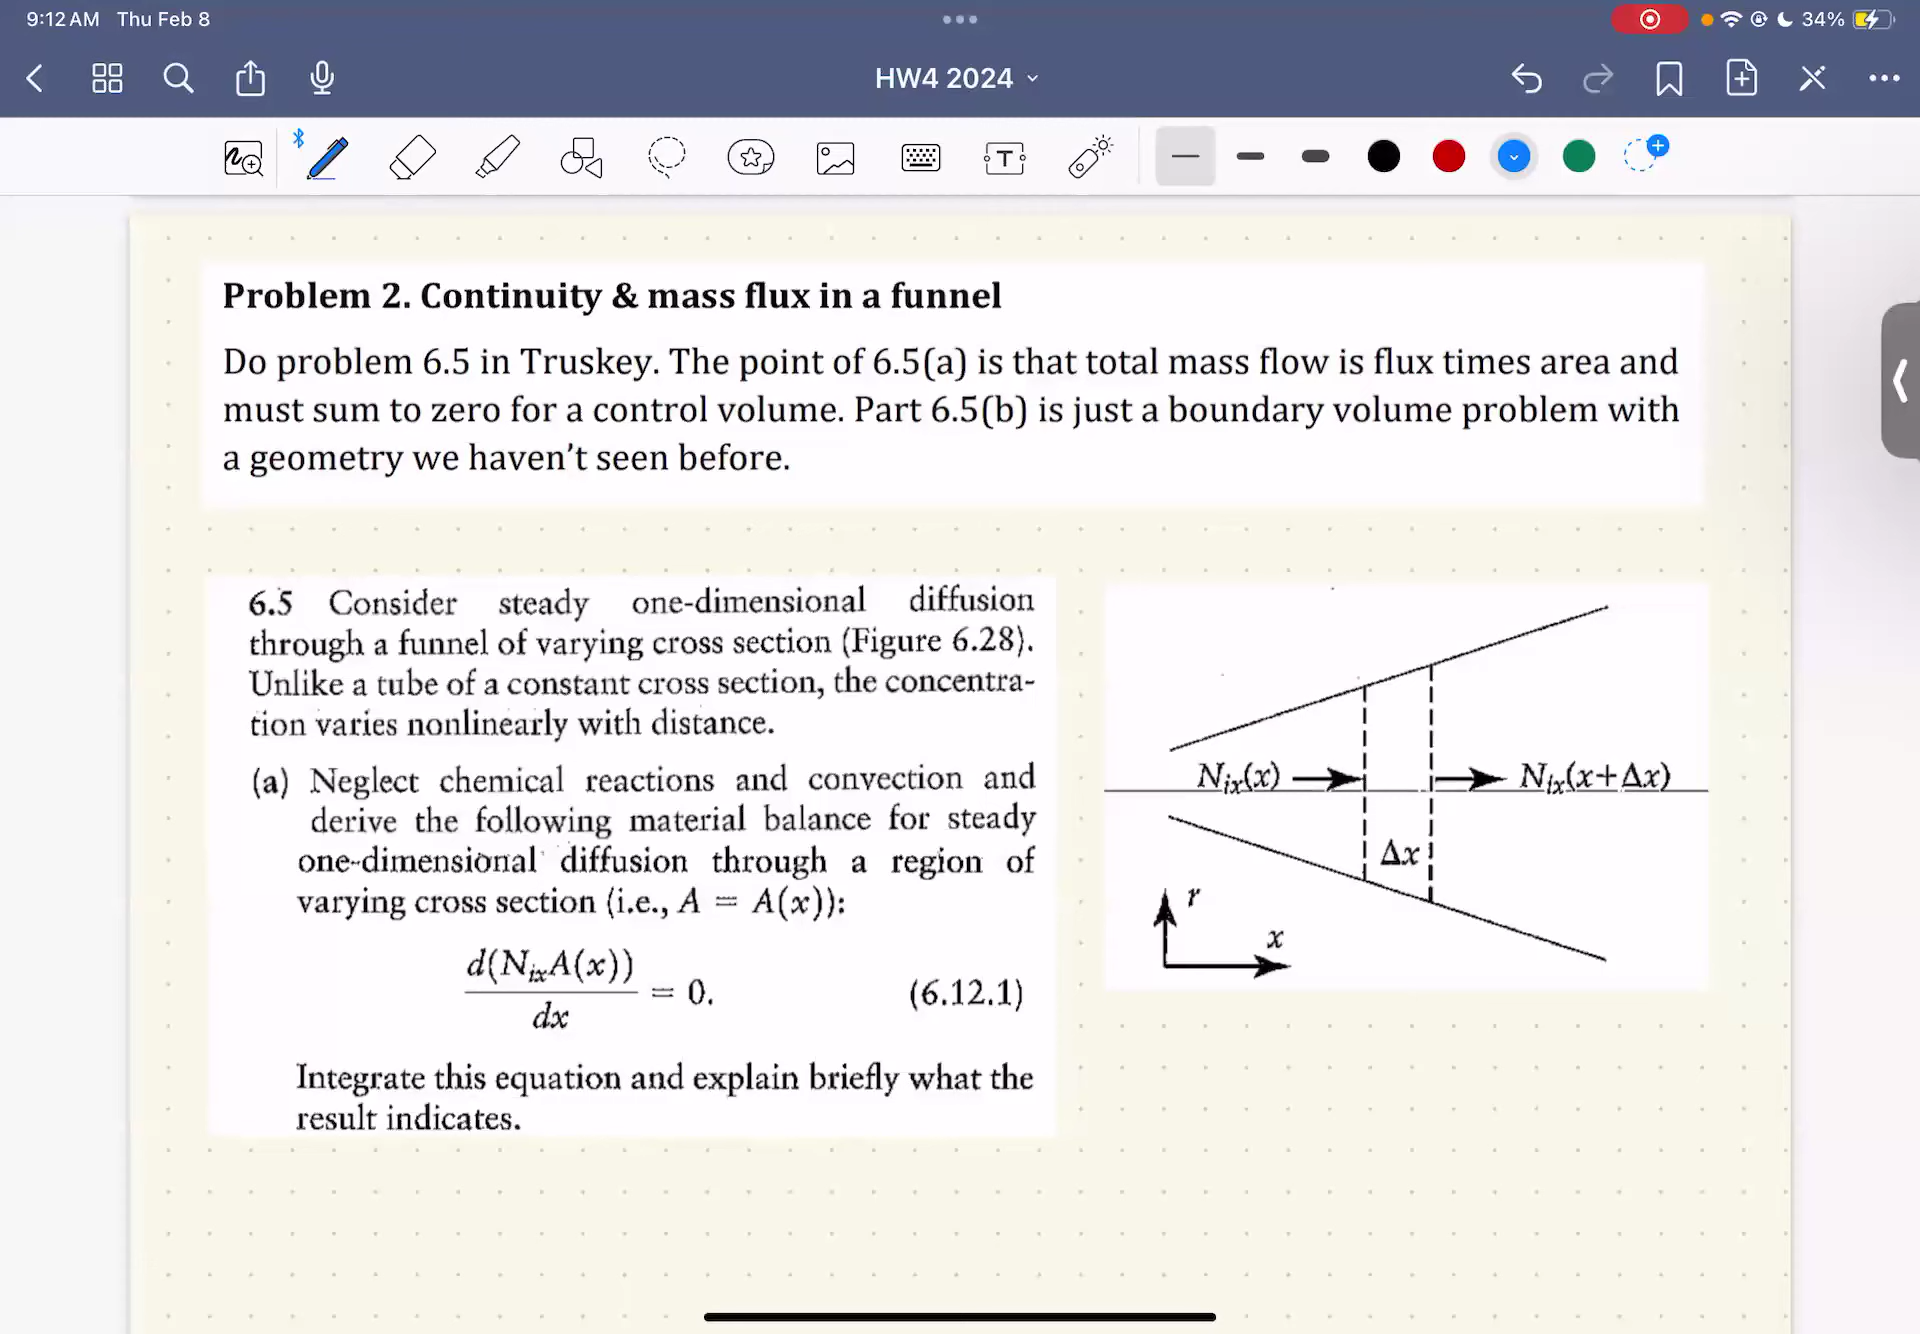 9:12 AM Thu Feb 8
34%
HW4 2024
T
Problem 2. Continuity & mass flux in a funnel
Do problem 6.5 in Truskey. The point of 6.5(a) is that total mass flow is flux times area and
must sum to zero for a control volume. Part 6.5(b) is just a boundary volume problem with
a geometry we haven't seen before.
6.5 Consider steady one-dimensional diffusion
through a funnel of varying cross section (Figure 6.28).
Unlike a tube of a constant cross section, the concentra-
tion varies nonlinearly with distance.
(a) Neglect chemical reactions and convection and
derive the following material balance for steady
one-dimensional diffusion through a region of
varying cross section (i.e., A = A(x)):
d(NixA(x))
dx
= 0. (6.12.1)
Integrate this equation and explain briefly what the
result indicates.
Nix(x)
Nix(x+Δx)
Δx
r
x